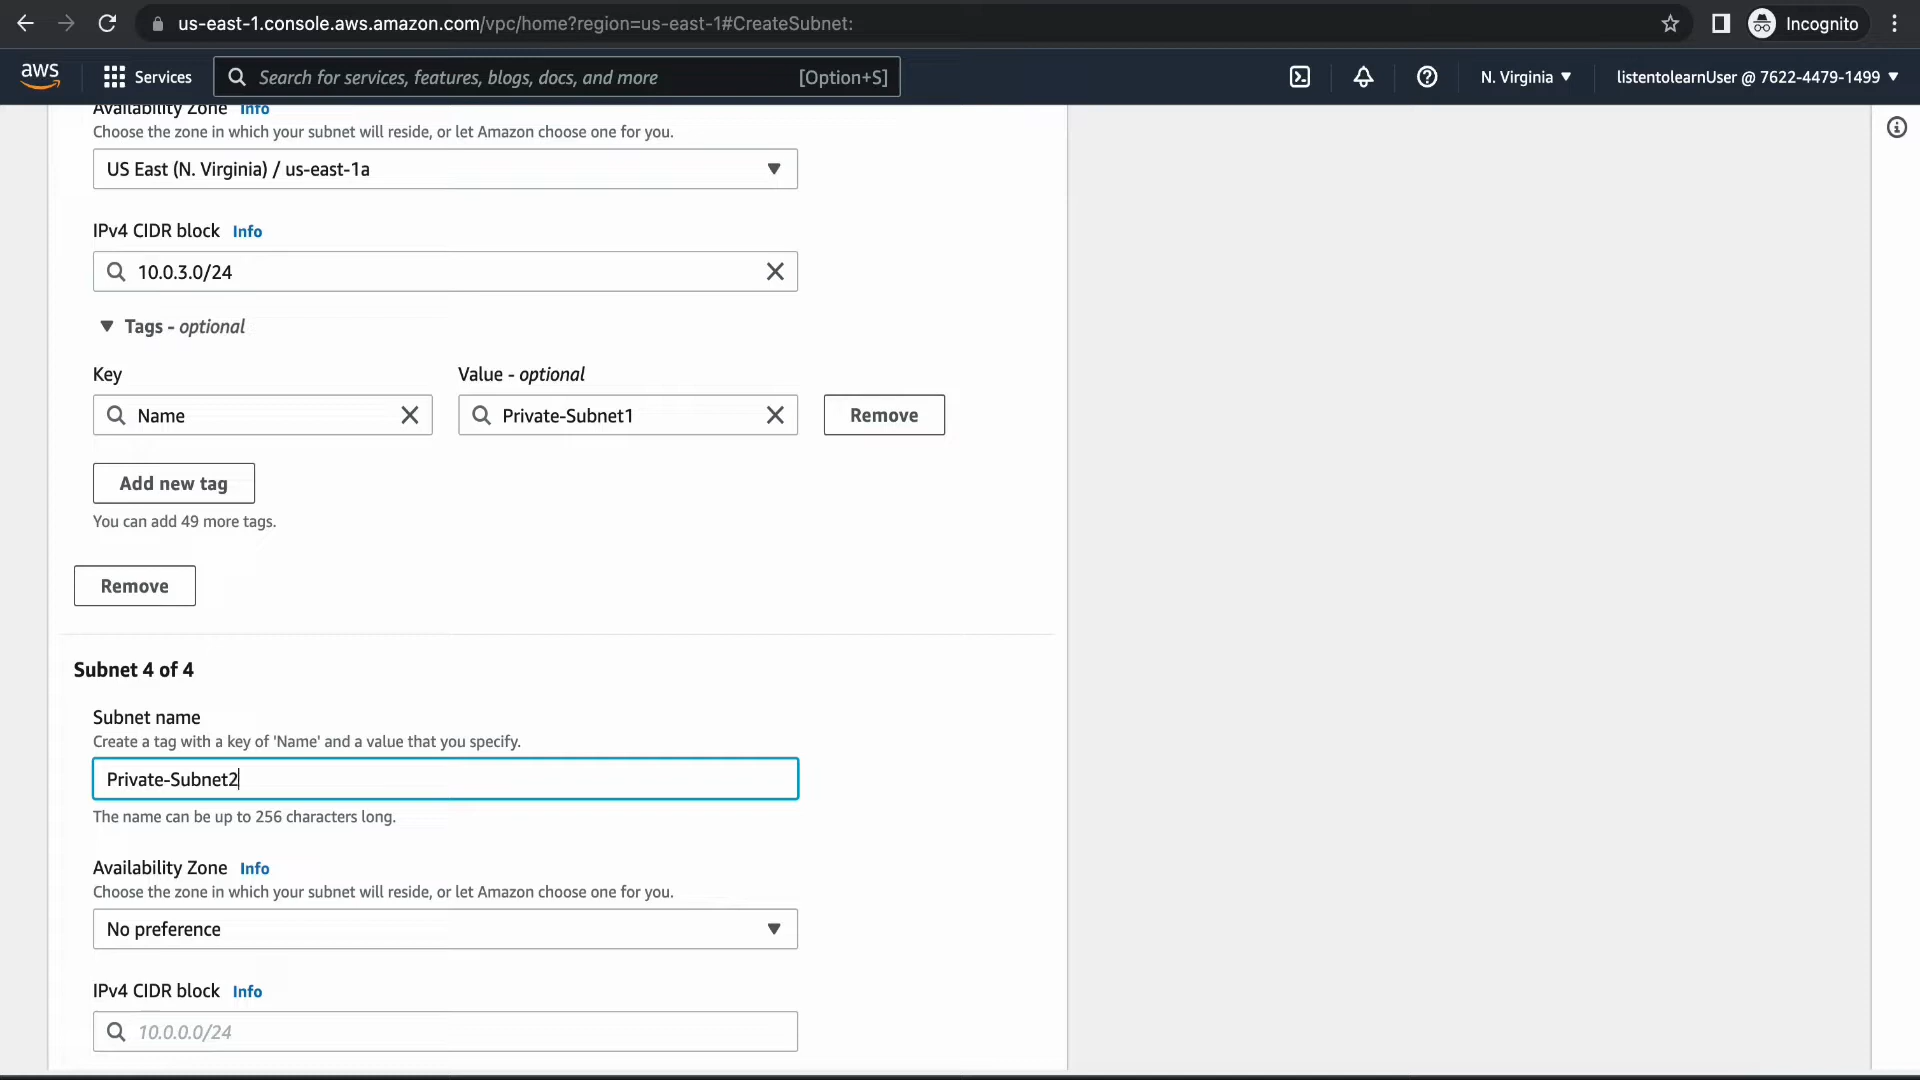 us-east-1.console.aws.amazon.com/vpc/home?region=us-east-1#CreateSubnet:
Incognito
aws
Services
Search for services, features, blogs, docs, and more
[Option+S]
N. Virginia
listentolearnUser @ 7622-4479-1499
Availability Zone Info
Choose the zone in which your subnet will reside, or let Amazon choose one for you.
US East (N. Virginia) / us-east-1a
IPv4 CIDR block Info
10.0.3.0/24
Tags - optional
Key
Value - optional
Name
Private-Subnet1
Remove
Add new tag
You can add 49 more tags.
Remove
Subnet 4 of 4
Subnet name
Create a tag with a key of 'Name' and a value that you specify.
Private-Subnet2
The name can be up to 256 characters long.
Availability Zone Info
Choose the zone in which your subnet will reside, or let Amazon choose one for you.
No preference
IPv4 CIDR block Info
10.0.0.0/24